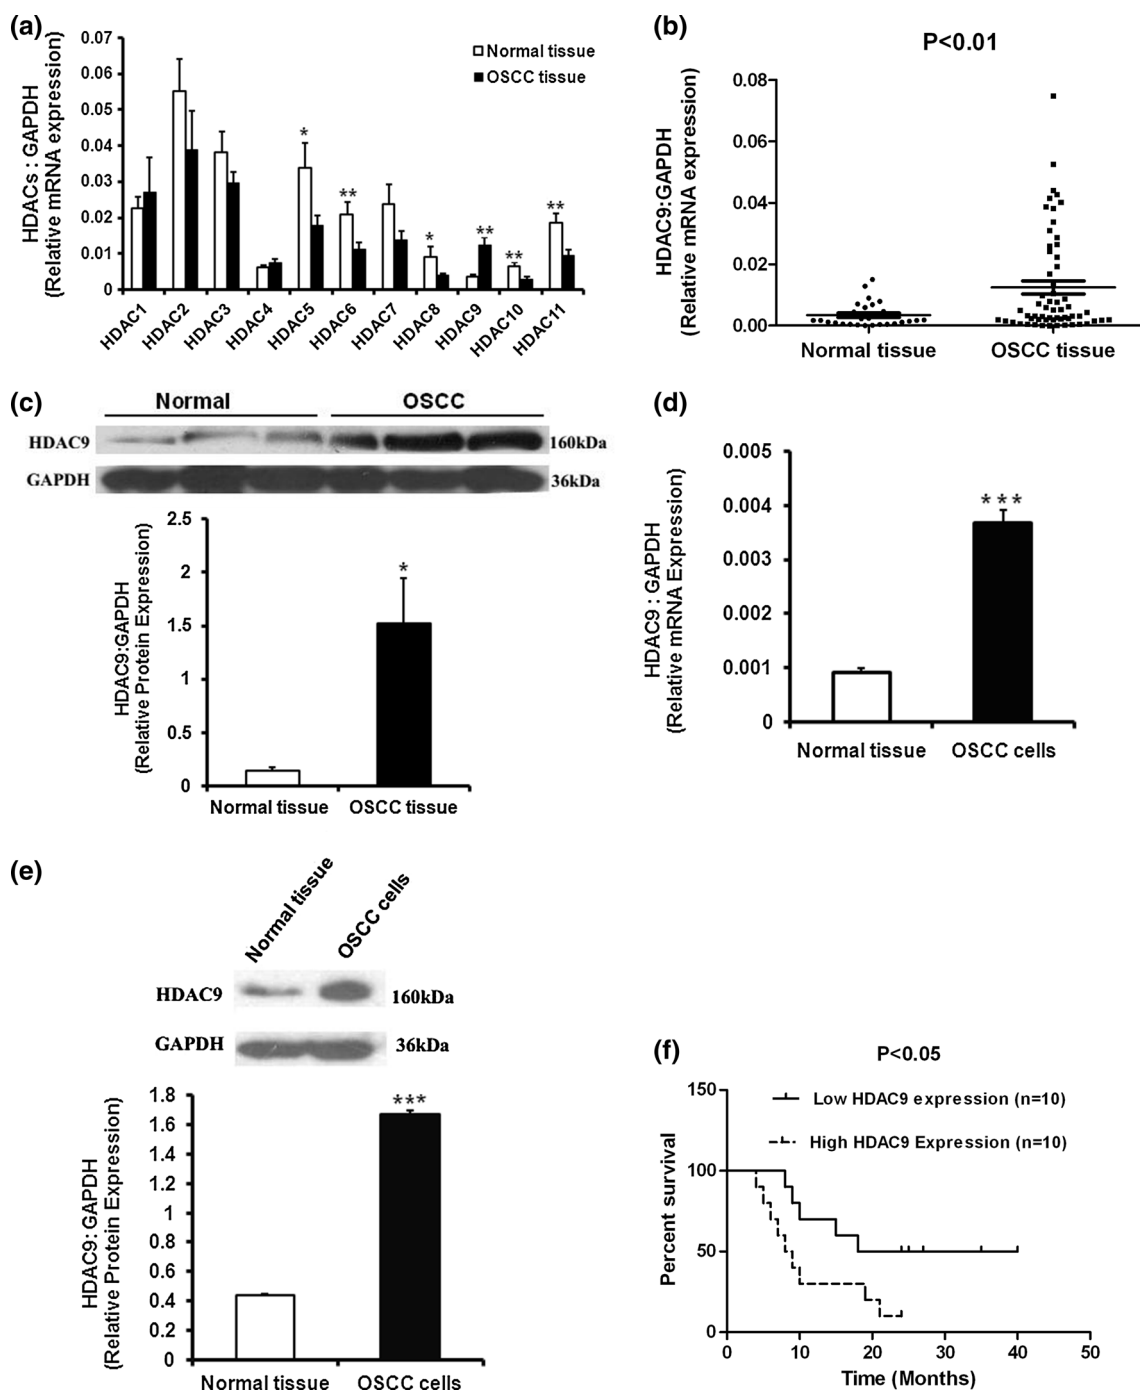 (a)
HDACs : GAPDH
(Relative mRNA expression)
0.07
0.06
0.05
0.04
0.03
0.02
0.01
0
Normal tissue
OSCC tissue
*
**
*
**
**
**
HDAC1
HDAC2
HDAC3
HDAC4
HDAC5
HDAC6
HDAC7
HDAC8
HDAC9
HDAC10
HDAC11
(b)
P<0.01
HDAC9:GAPDH
(Relative mRNA expression)
0.08
0.06
0.04
0.02
0.00
Normal tissue
OSCC tissue
(c)
Normal
OSCC
HDAC9
160kDa
GAPDH
36kDa
HDAC9:GAPDH
(Relative Protein Expression)
2.5
2
1.5
1
0.5
0
*
Normal tissue
OSCC tissue
(d)
HDAC9 : GAPDH
(Relative mRNA Expression)
0.005
0.004
0.003
0.002
0.001
0
***
Normal tissue
OSCC cells
(e)
Normal tissue
OSCC cells
HDAC9
160kDa
GAPDH
36kDa
HDAC9: GAPDH
(Relative Protein Expression)
1.8
1.6
1.4
1.2
1
0.8
0.6
0.4
0.2
0
***
Normal tissue
OSCC cells
(f)
P<0.05
Low HDAC9 expression (n=10)
High HDAC9 Expression (n=10)
Percent survival
150
100
50
0
0
10
20
30
40
50
Time (Months)